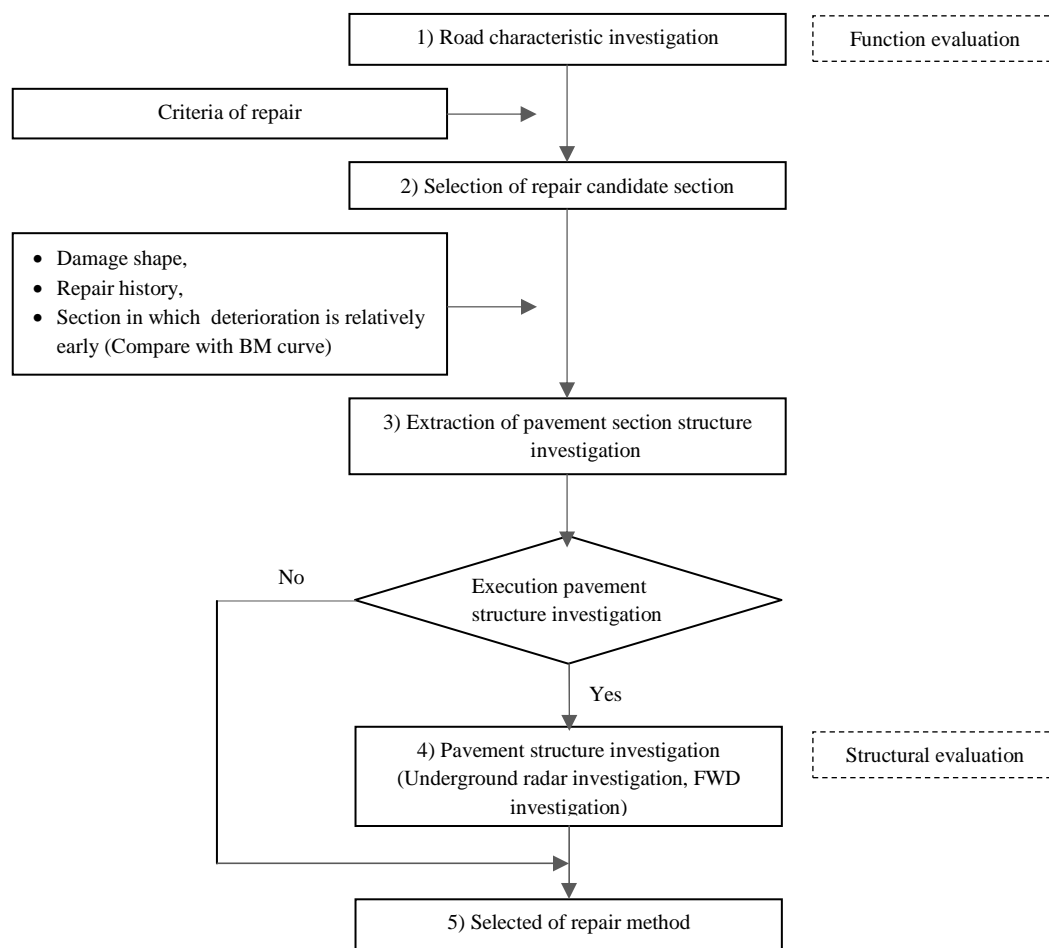 1) Road characteristic investigation
Function evaluation
Criteria of repair
2) Selection of repair candidate section
• Damage shape,
• Repair history,
• Section in which deterioration is relatively
early (Compare with BM curve)
3) Extraction of pavement section structure
investigation
No
Execution pavement
structure investigation
Yes
4) Pavement structure investigation
(Underground radar investigation, FWD
investigation)
Structural evaluation
5) Selected of repair method